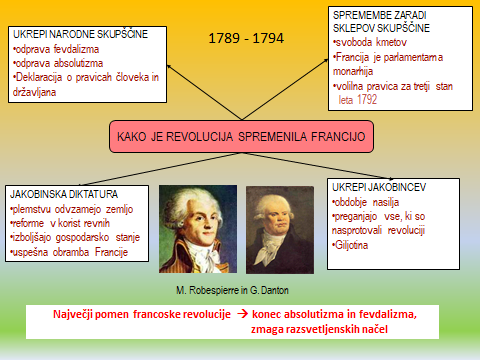 1789 - 1794
UKREPI NARODNE SKUPŠČINE
•odprava fevdalizma
•odprava absolutizma
•Deklaracija o pravicah človeka in
državljana
SPREMEMBE ZARADI
SKLEPOV SKUPŠČINE
•svoboda kmetov
•Francija je parlamentarna
monarhija
•volilna pravica za tretji stan
leta 1792
KAKO JE REVOLUCIJA SPREMENILA FRANCIJO
JAKOBINSKA DIKTATURA
•plemstvu odvzamejo zemljo
•reforme v korist revnih
•izboljšajo gospodarsko stanje
•uspešna obramba Francije
UKREPI JAKOBINCEV
•obdobje nasilja
•preganjajo vse, ki so
nasprotovali revoluciji
•Giljotina
M. Robespierre in G. Danton
Največji pomen francoske revolucije → konec absolutizma in fevdalizma,
zmaga razsvetljenskih načel